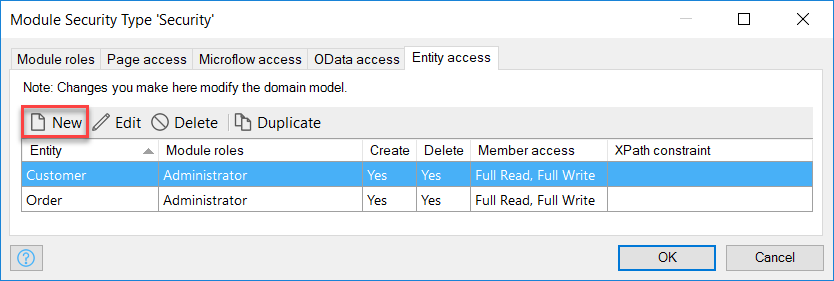 Module Security Type 'Security'
Module roles Page access Microflow access OData access Entity access
Note: Changes you make here modify the domain model.
New Edit Delete Duplicate
Entity Module roles Create Delete Member access XPath constraint
Customer Administrator Yes Yes Full Read, Full Write
Order Administrator Yes Yes Full Read, Full Write
? OK Cancel